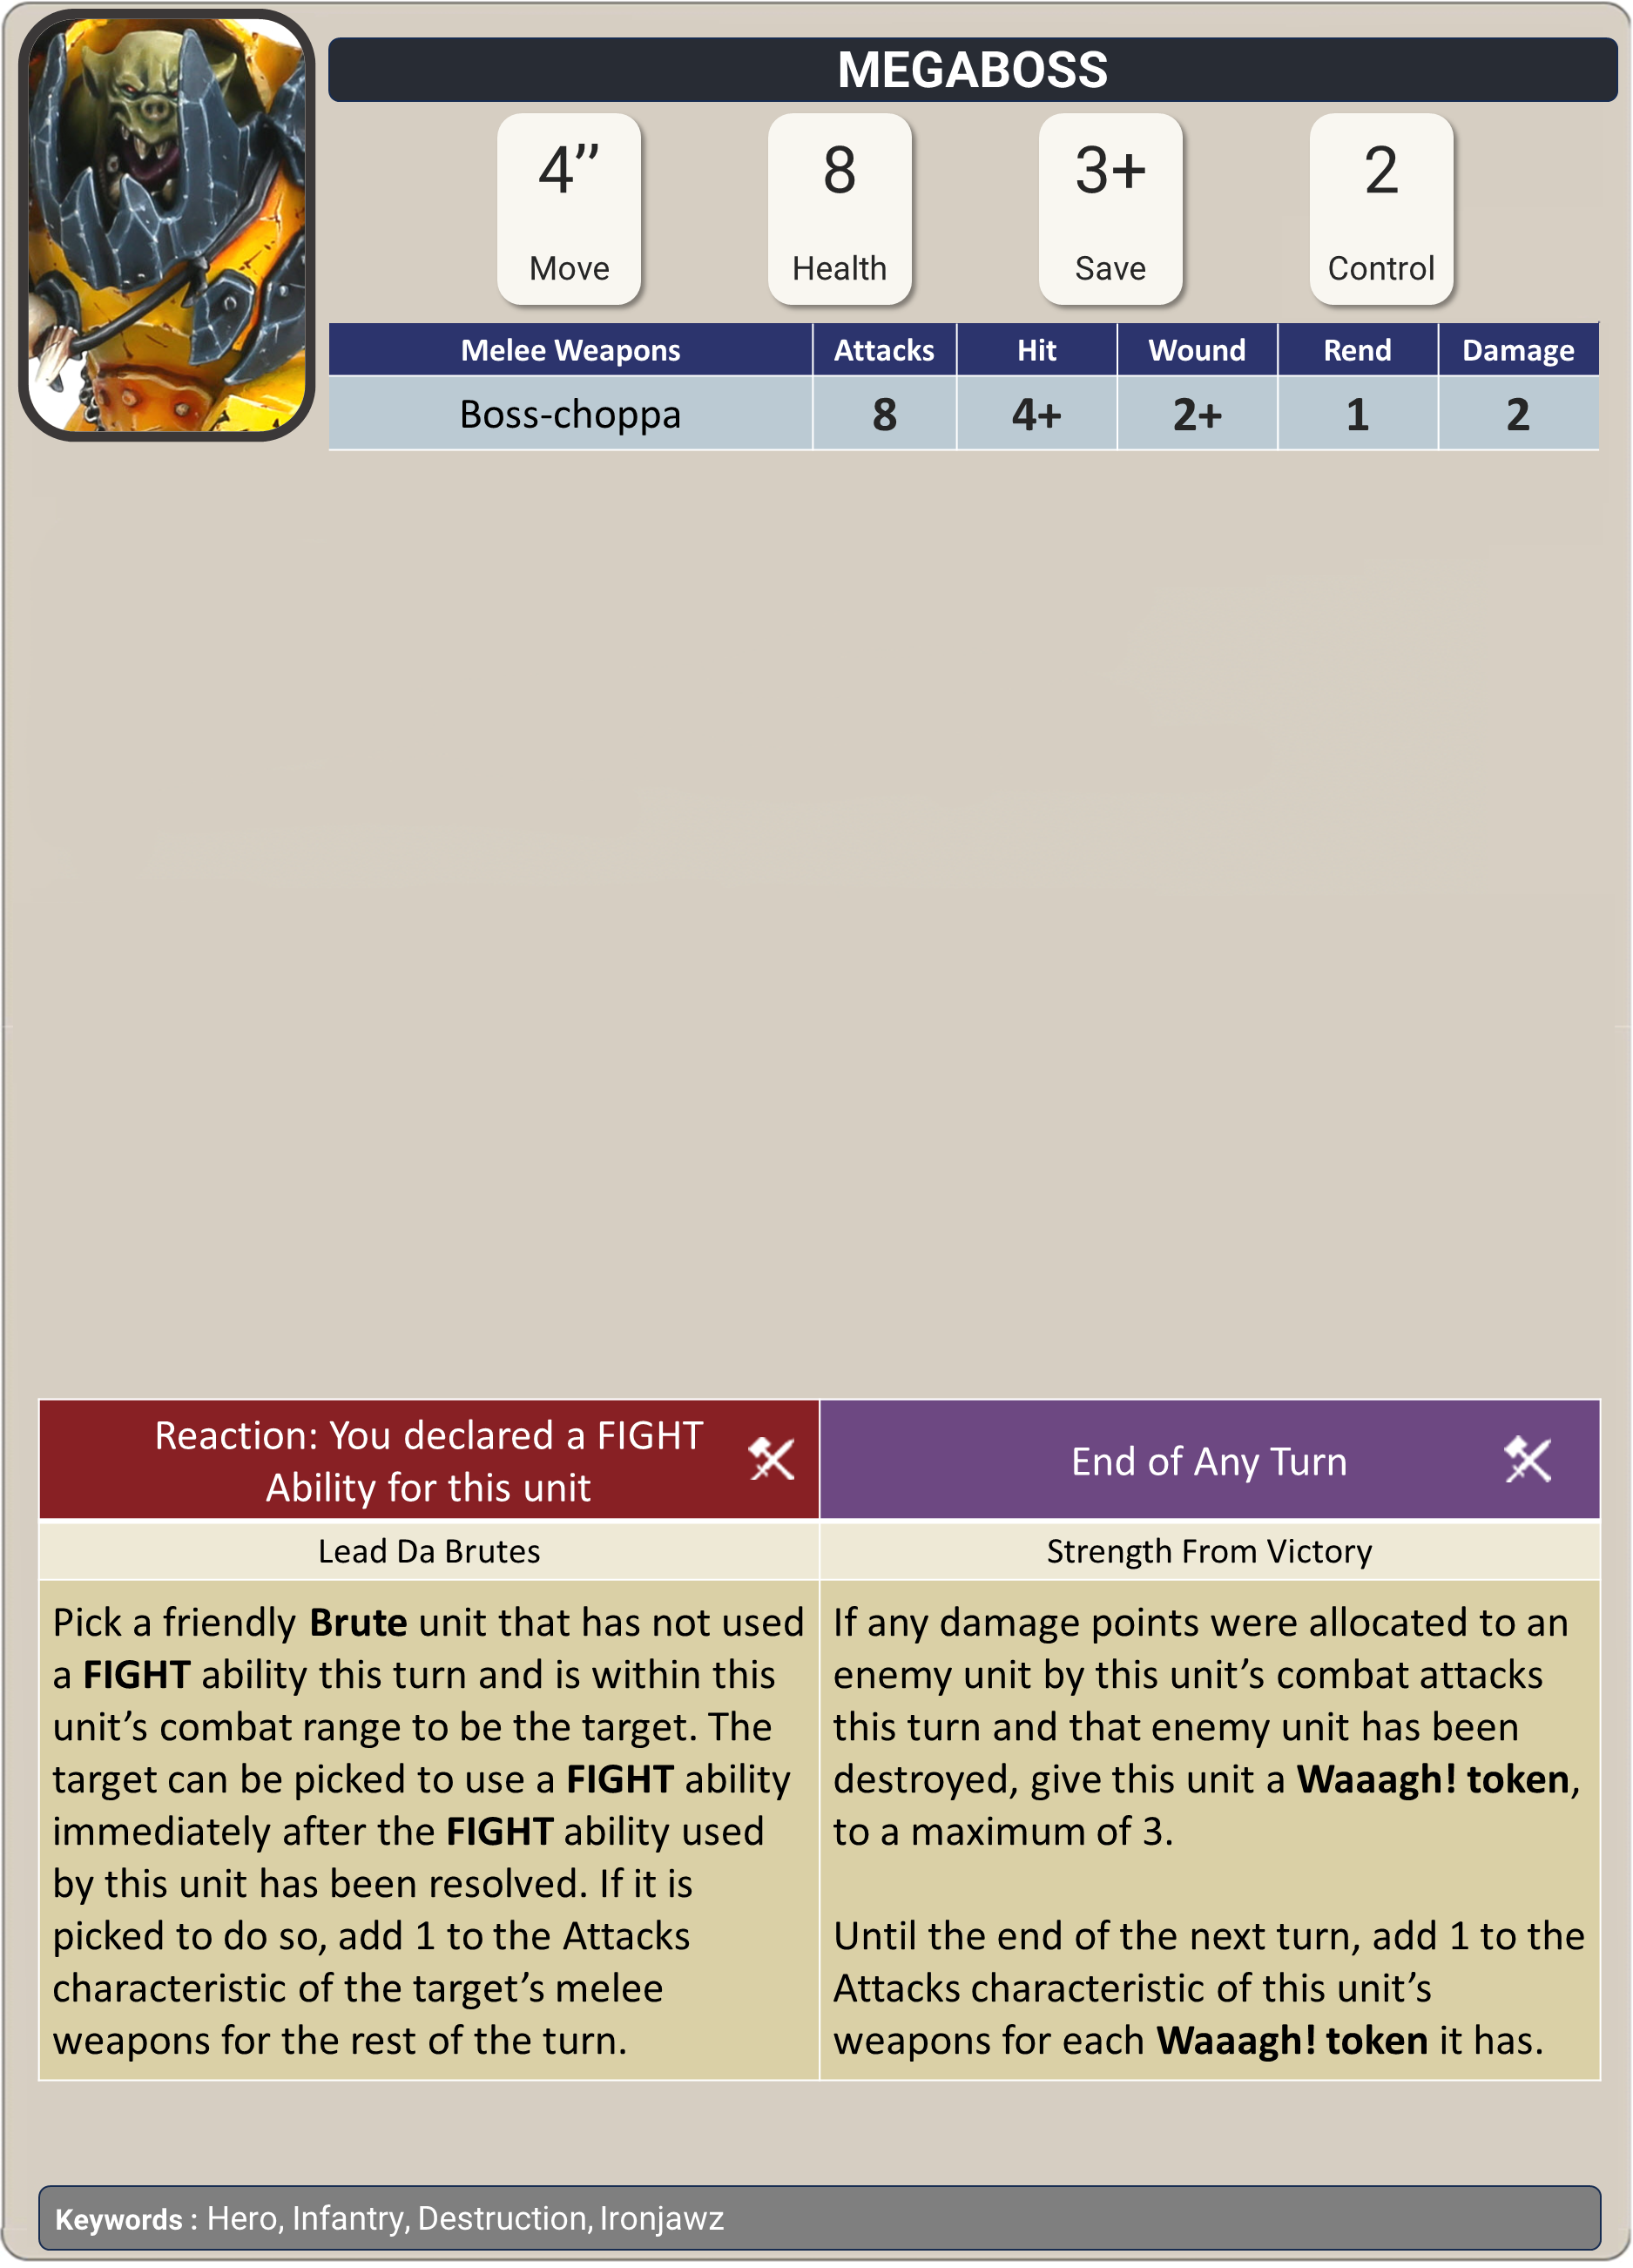 MEGABOSS
4”
Move
8
Health
3+
Save
2
Control
Melee Weapons Attacks Hit Wound Rend Damage
Boss-choppa 8 4+ 2+ 1 2
Reaction: You declared a FIGHT
Ability for this unit
Lead Da Brutes
Pick a friendly Brute unit that has not used
a FIGHT ability this turn and is within this
unit’s combat range to be the target. The
target can be picked to use a FIGHT ability
immediately after the FIGHT ability used
by this unit has been resolved. If it is
picked to do so, add 1 to the Attacks
characteristic of the target’s melee
weapons for the rest of the turn.
End of Any Turn
Strength From Victory
If any damage points were allocated to an
enemy unit by this unit’s combat attacks
this turn and that enemy unit has been
destroyed, give this unit a Waaagh! token,
to a maximum of 3.
Until the end of the next turn, add 1 to the
Attacks characteristic of this unit’s
weapons for each Waaagh! token it has.
Keywords : Hero, Infantry, Destruction, Ironjawz